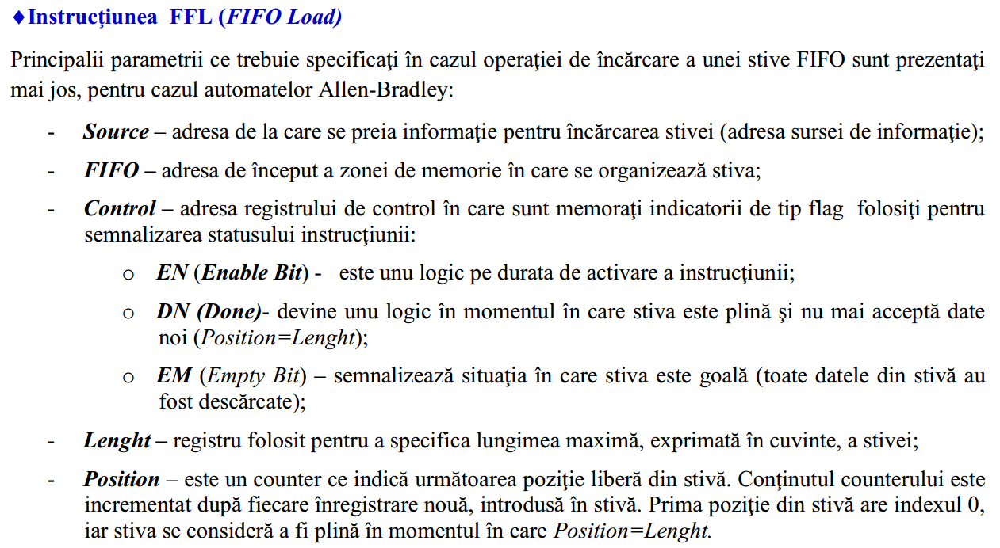 ♦Instrucţiunea FFL (FIFO Load)
Principalii parametrii ce trebuie specificaţi în cazul operaţiei de încărcare a unei stive FIFO sunt prezentaţi
mai jos, pentru cazul automatelor Allen-Bradley:
- Source – adresa de la care se preia informaţie pentru încărcarea stivei (adresa sursei de informaţie);
- FIFO – adresa de început a zonei de memorie în care se organizează stiva;
- Control – adresa registrului de control în care sunt memoraţi indicatorii de tip flag folosiţi pentru
semnalizarea statusului instrucţiunii:
o EN (Enable Bit) - este unu logic pe durata de activare a instrucţiunii;
o DN (Done)- devine unu logic în momentul în care stiva este plină şi nu mai acceptă date
noi (Position=Lenght);
o EM (Empty Bit) – semnalizează situaţia în care stiva este goală (toate datele din stivă au
fost descărcate);
- Lenght – registru folosit pentru a specifica lungimea maximă, exprimată în cuvinte, a stivei;
- Position – este un counter ce indică următoarea poziţie liberă din stivă. Conţinutul counterului este
incrementat după fiecare înregistrare nouă, introdusă în stivă. Prima poziţie din stivă are indexul 0,
iar stiva se consideră a fi plină în momentul în care Position=Lenght.